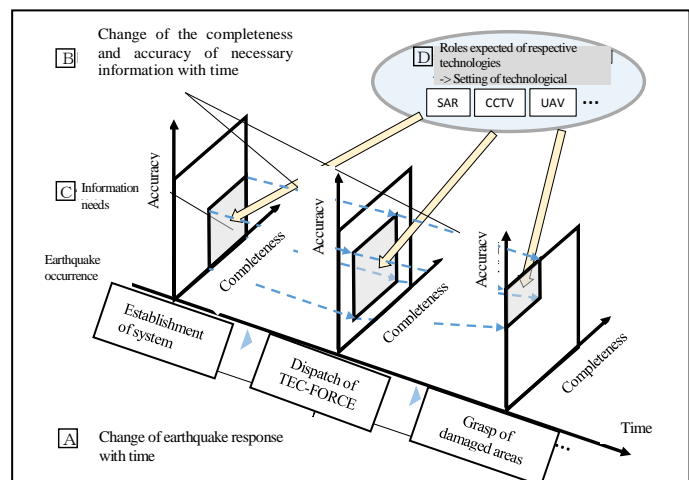 B
Change of the completeness
and accuracy of necessary
information with time
D
Roles expected of respective
technologies
-> Setting of technological
SAR
CCTV
UAV
...
C
Information
needs
Accuracy
Completeness
Accuracy
Completeness
Accuracy
Completeness
Earthquake
occurrence
Establishment
of system
Dispatch of
TEC-FORCE
Grasp of
damaged areas
...
Time
A
Change of earthquake response
with time